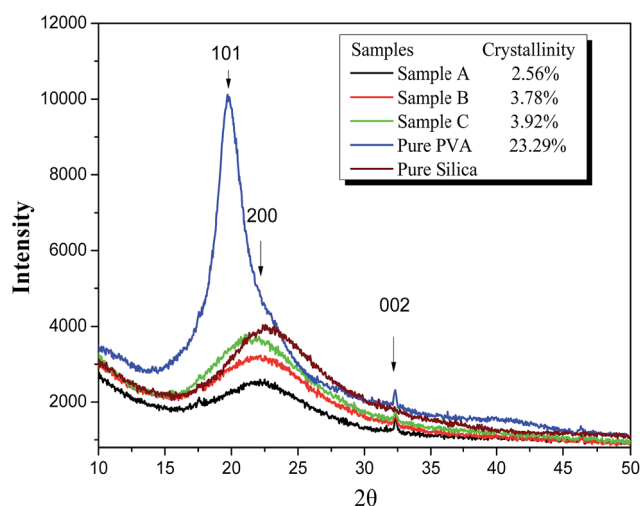 12000
10000
8000
6000
4000
2000
Intensity
101
200
002
Samples Crystallinity
Sample A 2.56%
Sample B 3.78%
Sample C 3.92%
Pure PVA 23.29%
Pure Silica
10 15 20 25 30 35 40 45 50
2θ